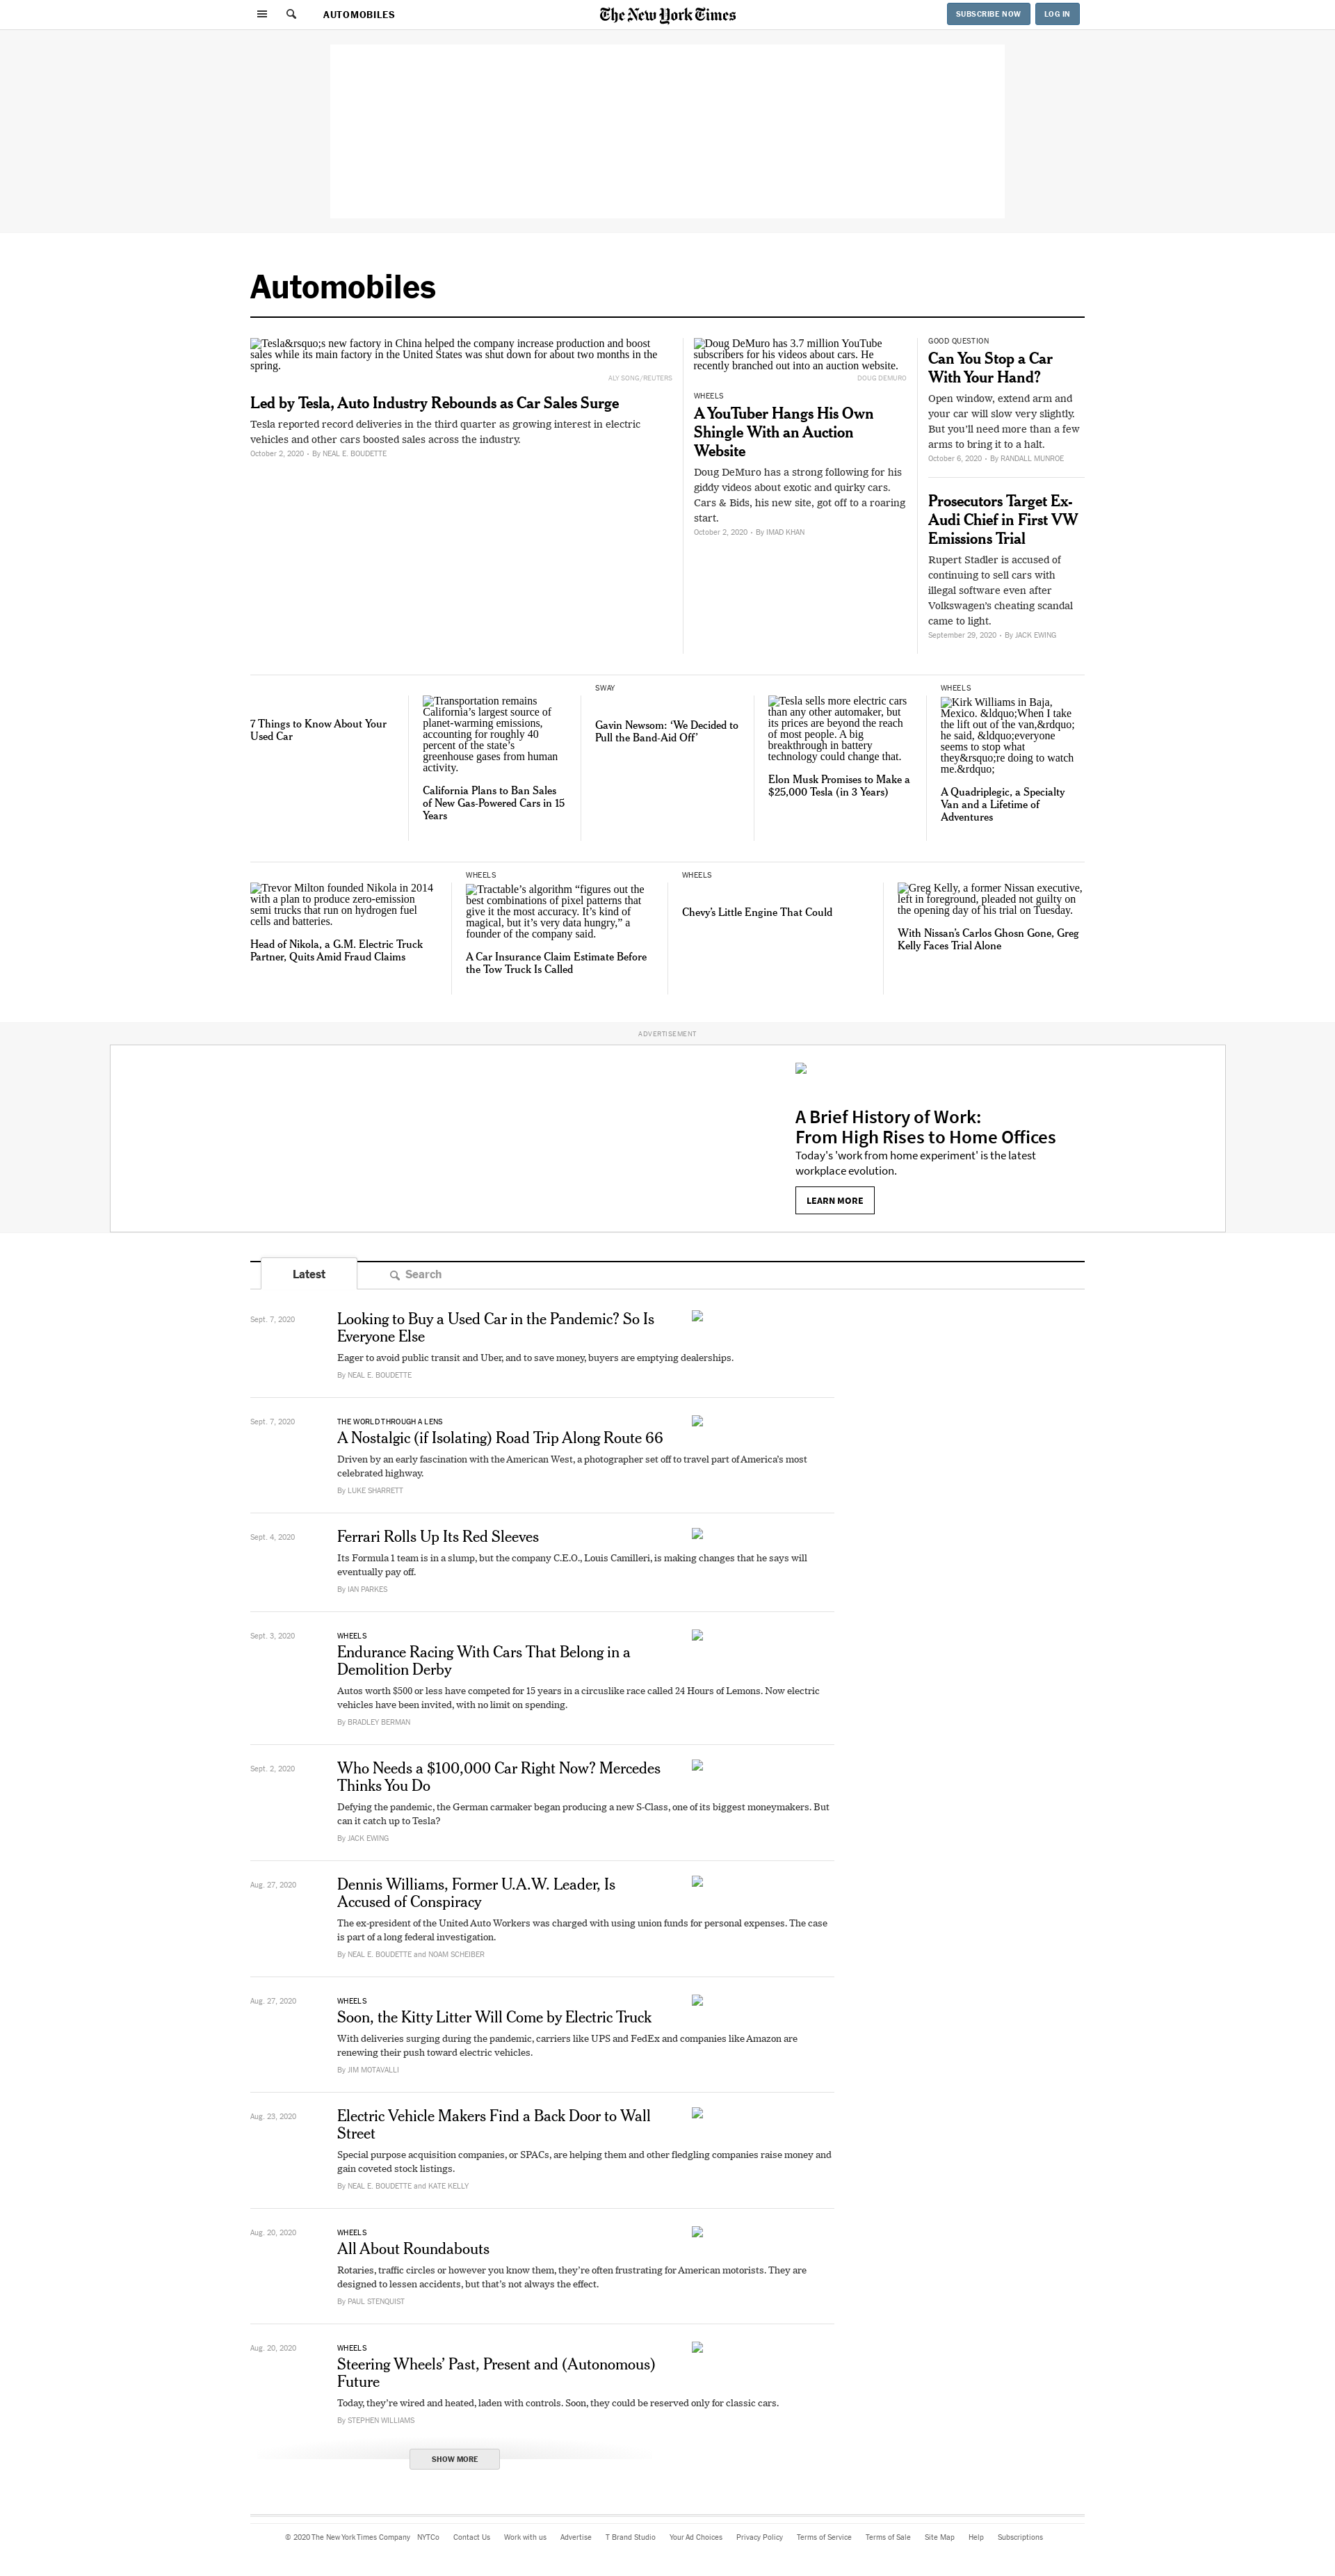 AUTOMOBILES
The New York Times
SUBSCRIBE NOW
LOG IN
Automobiles
Tesla&rsquo;s new factory in China helped the company increase production and boost
sales while its main factory in the United States was shut down for about two months in the
spring.
ALY SONG/REUTERS
Led by Tesla, Auto Industry Rebounds as Car Sales Surge
Tesla reported record deliveries in the third quarter as growing interest in electric
vehicles and other cars boosted sales across the industry.
October 2, 2020 • By NEAL E. BOUDETTE
Doug DeMuro has 3.7 million YouTube
subscribers for his videos about cars. He
recently branched out into an auction website.
DOUG DEMURO
WHEELS
A YouTuber Hangs His Own
Shingle With an Auction
Website
Doug DeMuro has a strong following for his
giddy videos about exotic and quirky cars.
Cars & Bids, his new site, got off to a roaring
start.
October 2, 2020 • By IMAD KHAN
GOOD QUESTION
Can You Stop a Car
With Your Hand?
Open window, extend arm and
your car will slow very slightly.
But you'll need more than a few
arms to bring it to a halt.
October 6, 2020 • By RANDALL MUNROE
Prosecutors Target Ex-
Audi Chief in First VW
Emissions Trial
Rupert Stadler is accused of
continuing to sell cars with
illegal software even after
Volkswagen's cheating scandal
came to light.
September 29, 2020 • By JACK EWING
7 Things to Know About Your
Used Car
Transportation remains
California’s largest source of
planet-warming emissions,
accounting for roughly 40
percent of the state’s
greenhouse gases from human
activity.
California Plans to Ban Sales
of New Gas-Powered Cars in 15
Years
SWAY
Gavin Newsom: ‘We Decided to
Pull the Band-Aid Off’
Tesla sells more electric cars
than any other automaker, but
its prices are beyond the reach
of most people. A big
breakthrough in battery
technology could change that.
Elon Musk Promises to Make a
$25,000 Tesla (in 3 Years)
WHEELS
Kirk Williams in Baja,
Mexico. &ldquo;When I take
the lift out of the van,&rdquo;
he said, &ldquo;everyone
seems to stop what
they&rsquo;re doing to watch
me.&rdquo;
A Quadriplegic, a Specialty
Van and a Lifetime of
Adventures
Trevor Milton founded Nikola in 2014
with a plan to produce zero-emission
semi trucks that run on hydrogen fuel
cells and batteries.
Head of Nikola, a G.M. Electric Truck
Partner, Quits Amid Fraud Claims
WHEELS
Tractable’s algorithm “figures out the
best combinations of pixel patterns that
give it the most accuracy. It’s kind of
magical, but it’s very data hungry,” a
founder of the company said.
A Car Insurance Claim Estimate Before
the Tow Truck Is Called
WHEELS
Chevy’s Little Engine That Could
Greg Kelly, a former Nissan executive,
left in foreground, pleaded not guilty on
the opening day of his trial on Tuesday.
With Nissan’s Carlos Ghosn Gone, Greg
Kelly Faces Trial Alone
ADVERTISEMENT
A Brief History of Work:
From High Rises to Home Offices
Today's 'work from home experiment' is the latest
workplace evolution.
LEARN MORE
Latest
Search
Sept. 7, 2020
Looking to Buy a Used Car in the Pandemic? So Is
Everyone Else
Eager to avoid public transit and Uber, and to save money, buyers are emptying dealerships.
By NEAL E. BOUDETTE
Sept. 7, 2020
THE WORLD THROUGH A LENS
A Nostalgic (if Isolating) Road Trip Along Route 66
Driven by an early fascination with the American West, a photographer set off to travel part of America’s most
celebrated highway.
By LUKE SHARRETT
Sept. 4, 2020
Ferrari Rolls Up Its Red Sleeves
Its Formula 1 team is in a slump, but the company C.E.O., Louis Camilleri, is making changes that he says will
eventually pay off.
By IAN PARKES
Sept. 3, 2020
WHEELS
Endurance Racing With Cars That Belong in a
Demolition Derby
Autos worth $500 or less have competed for 15 years in a circuslike race called 24 Hours of Lemons. Now electric
vehicles have been invited, with no limit on spending.
By BRADLEY BERMAN
Sept. 2, 2020
Who Needs a $100,000 Car Right Now? Mercedes
Thinks You Do
Defying the pandemic, the German carmaker began producing a new S-Class, one of its biggest moneymakers. But
can it catch up to Tesla?
By JACK EWING
Aug. 27, 2020
Dennis Williams, Former U.A.W. Leader, Is
Accused of Conspiracy
The ex-president of the United Auto Workers was charged with using union funds for personal expenses. The case
is part of a long federal investigation.
By NEAL E. BOUDETTE and NOAM SCHEIBER
Aug. 27, 2020
WHEELS
Soon, the Kitty Litter Will Come by Electric Truck
With deliveries surging during the pandemic, carriers like UPS and FedEx and companies like Amazon are
renewing their push toward electric vehicles.
By JIM MOTAVALLI
Aug. 23, 2020
Electric Vehicle Makers Find a Back Door to Wall
Street
Special purpose acquisition companies, or SPACs, are helping them and other fledgling companies raise money and
gain coveted stock listings.
By NEAL E. BOUDETTE and KATE KELLY
Aug. 20, 2020
WHEELS
All About Roundabouts
Rotaries, traffic circles or however you know them, they’re often frustrating for American motorists. They are
designed to lessen accidents, but that’s not always the effect.
By PAUL STENQUIST
Aug. 20, 2020
WHEELS
Steering Wheels’ Past, Present and (Autonomous)
Future
Today, they’re wired and heated, laden with controls. Soon, they could be reserved only for classic cars.
By STEPHEN WILLIAMS
SHOW MORE
© 2020 The New York Times Company NYTCo Contact Us Work with us Advertise T Brand Studio Your Ad Choices Privacy Policy Terms of Service Terms of Sale Site Map Help Subscriptions